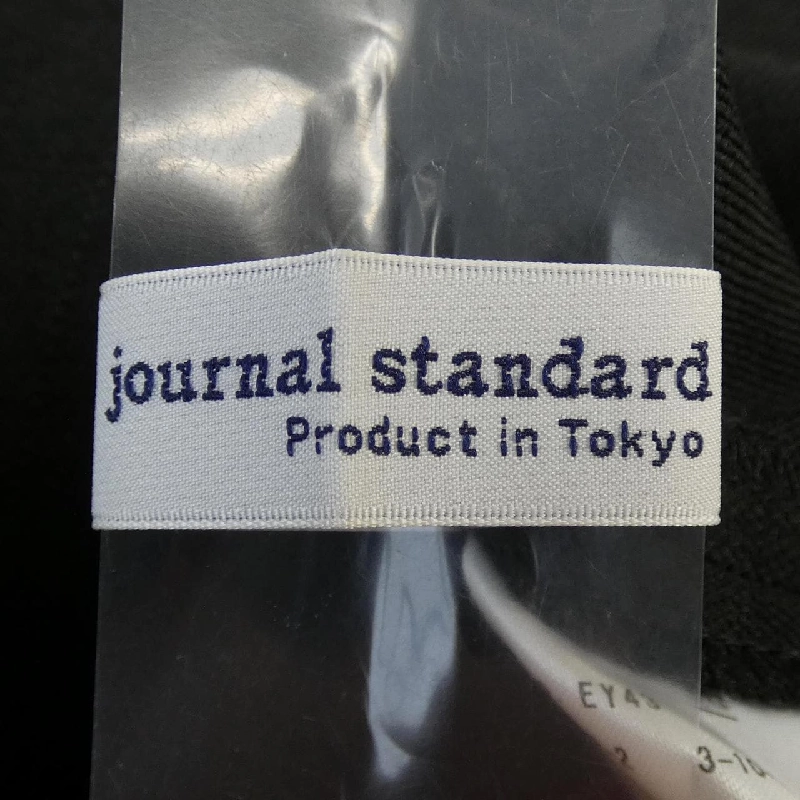 journal standard
Product in Tokyo